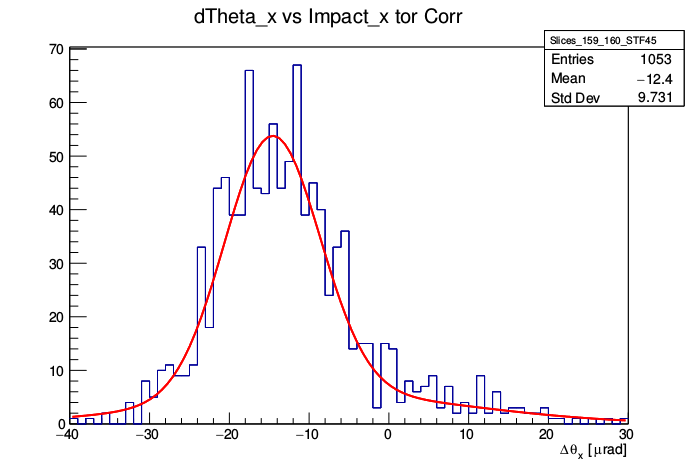 dTheta_x vs Impact_x tor Corr
Slices_159_160_STF45
Entries 1053
Mean −12.4
Std Dev 9.731
70
60
50
40
30
20
10
0
−40 −30 −20 −10 0 10 20 30
Δθx [μrad]